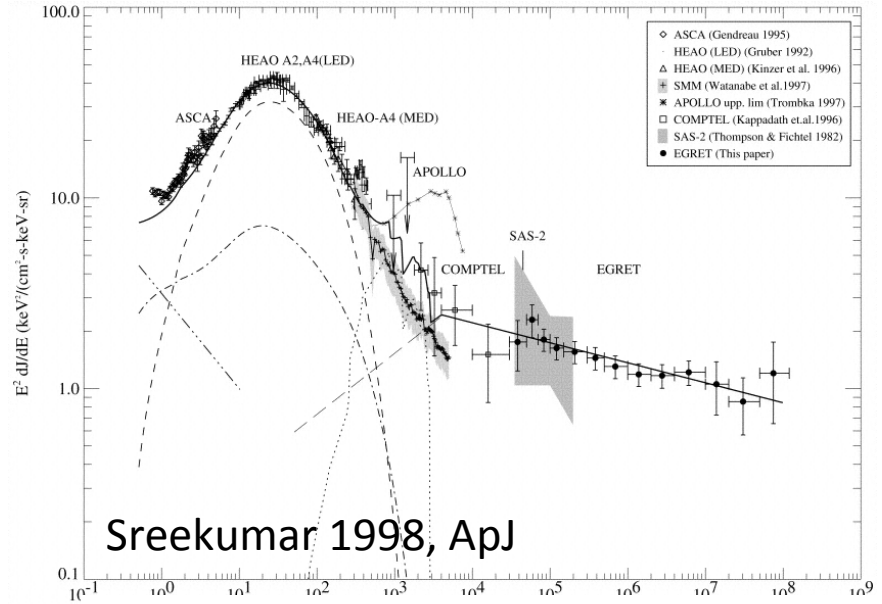 100.0
10.0
1.0
0.1
E² dJ/dE (keV²/(cm²-s-keV-sr)
ASCA (Gendreau 1995)
HEAO (LED) (Gruber 1992)
HEAO (MED) (Kinzer et al. 1996)
SMM (Watanabe et al.1997)
APOLLO upp. lim (Trombka 1997)
COMPTEL (Kappadath et.al.1996)
SAS-2 (Thompson & Fichtel 1982)
EGRET (This paper)
HEAO A2,A4(LED)
ASCA
HEAO-A4 (MED)
APOLLO
SAS-2
COMPTEL
EGRET
Sreekumar 1998, ApJ
10⁻¹ 10⁰ 10¹ 10² 10³ 10⁴ 10⁵ 10⁶ 10⁷ 10⁸ 10⁹